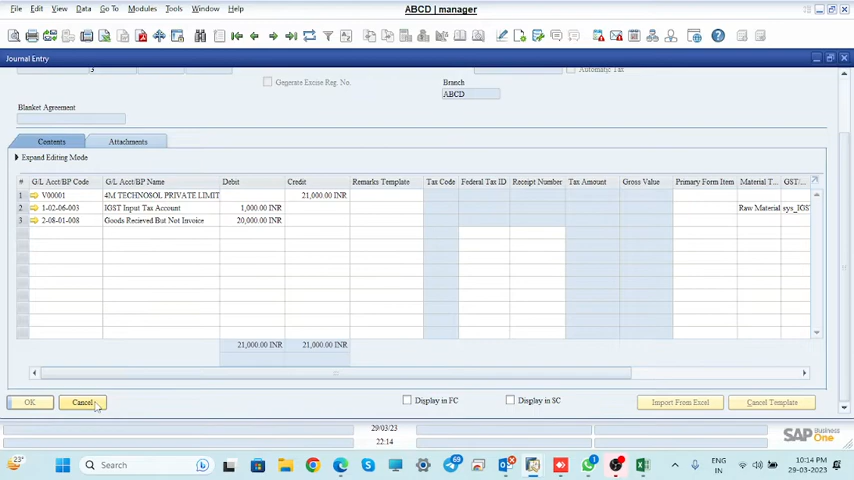 File Edit View Data Go To Modules Tools Window Help
ABCD | manager
Journal Entry
3
Generate Excise Reg. No.
Automatic Tax
Branch
ABCD
Blanket Agreement
Contents Attachments
Expand Editing Mode
# G/L Acct/BP Code G/L Acct/BP Name Debit Credit Remarks Template Tax Code Federal Tax ID Receipt Number Tax Amount Gross Value Primary Form Item Material T... GST/...
1 V00001 4M TECHNOSOL PRIVATE LIMIT 21,000.00 INR
2 1-02-06-003 IGST Input Tax Account 1,000.00 INR Raw Material sys_IGS
3 2-08-01-008 Goods Recieved But Not Invoice 20,000.00 INR
21,000.00 INR 21,000.00 INR
OK Cancel Display in FC Display in SC Import From Excel Cancel Template
29/03/23
22:14
SAP Business One
23° Search 69 1 ENG IN 10:14 PM 29-03-2023